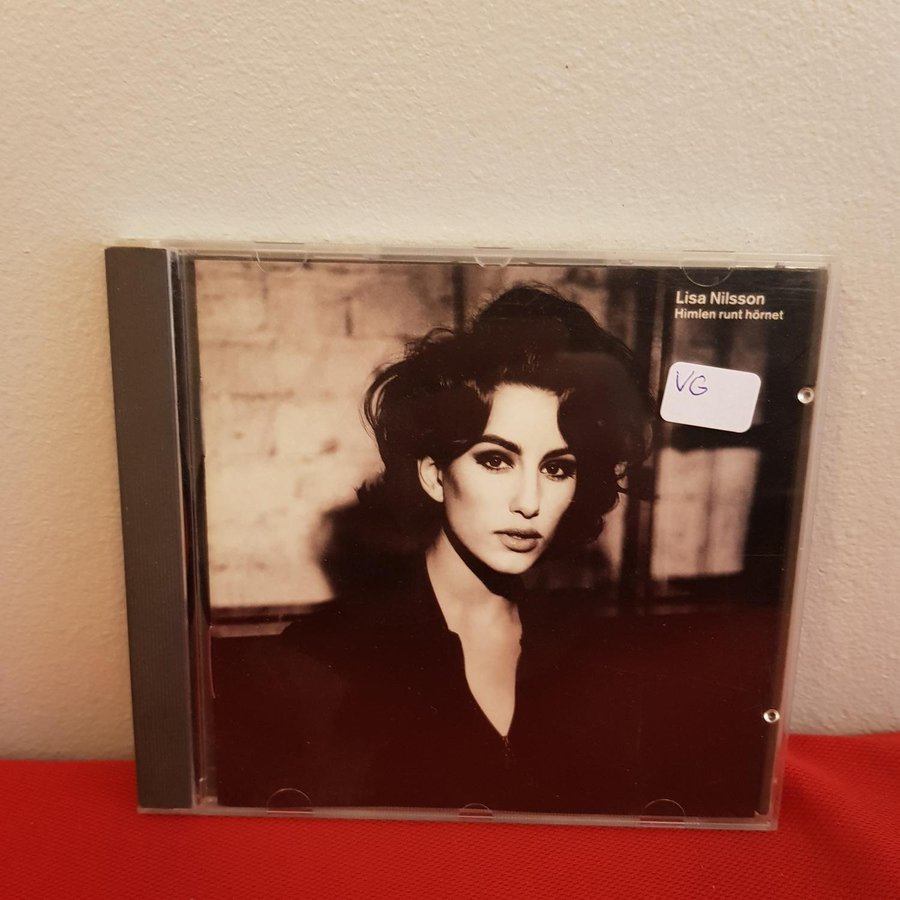 Lisa Nilsson
Himlen runt hörnet
VG